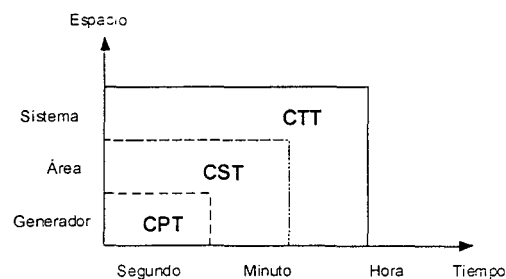 Espacio
Sistema
CTT
Área
CST
Generador
CPT
Segundo Minuto Hora Tiempo